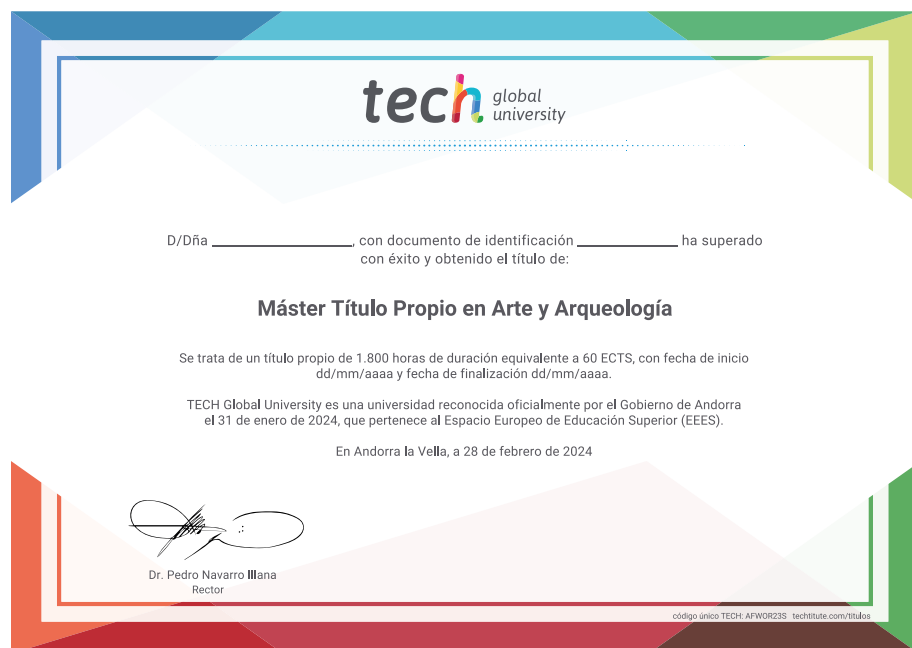 tech global university
D/Dña ________________, con documento de identificación ____________ ha superado
con éxito y obtenido el título de:
Máster Título Propio en Arte y Arqueología
Se trata de un título propio de 1.800 horas de duración equivalente a 60 ECTS, con fecha de inicio
dd/mm/aaaa y fecha de finalización dd/mm/aaaa.
TECH Global University es una universidad reconocida oficialmente por el Gobierno de Andorra
el 31 de enero de 2024, que pertenece al Espacio Europeo de Educación Superior (EEES).
En Andorra la Vella, a 28 de febrero de 2024
Dr. Pedro Navarro Illana
Rector
código único TECH: AFWOR23S techtitute.com/titulos